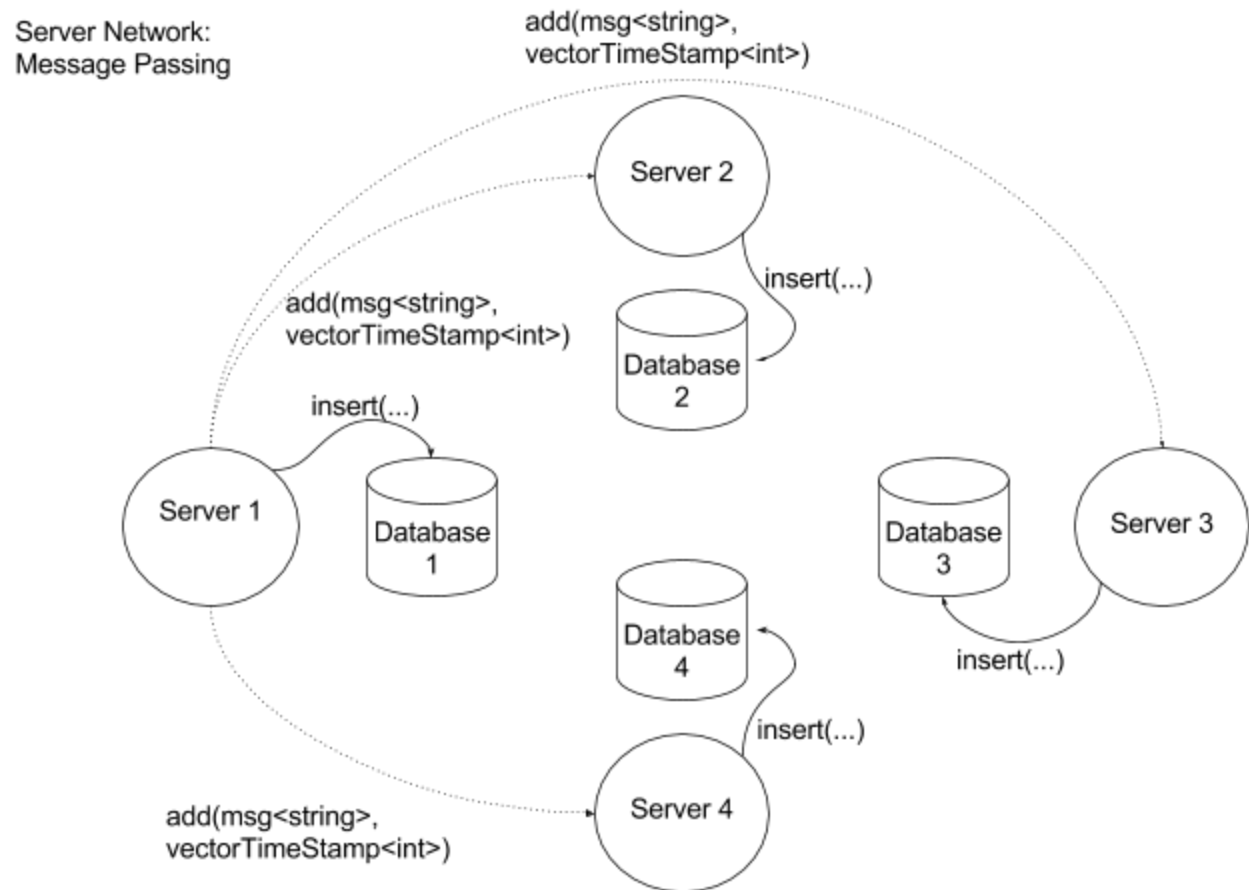 Server Network:
Message Passing
add(msg<string>,
vectorTimeStamp<int>)
Server 2
insert(...)
add(msg<string>,
vectorTimeStamp<int>)
Database
2
insert(...)
Server 1
Database
1
Database
3
Server 3
Database
4
insert(...)
insert(...)
Server 4
add(msg<string>,
vectorTimeStamp<int>)